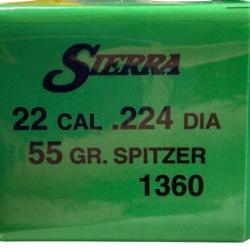 SIERRA
22 CAL .224 DIA
55 GR. SPITZER
1360